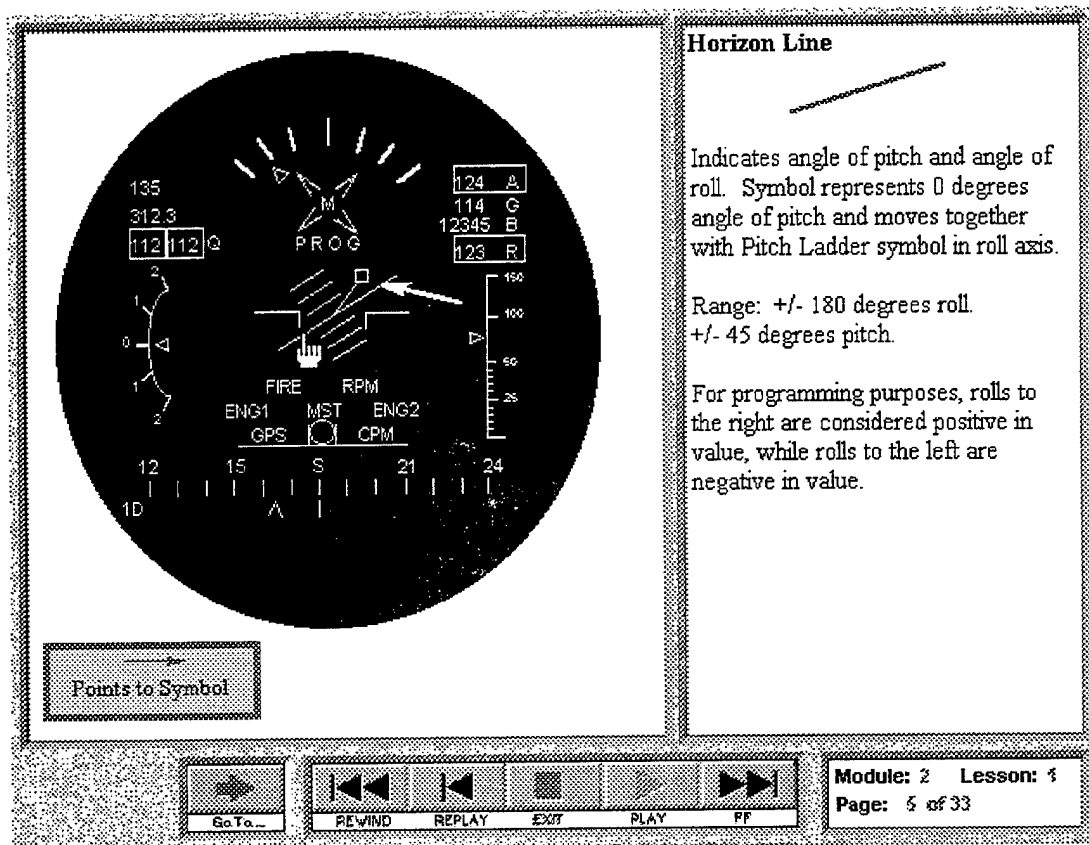 Horizon Line
Indicates angle of pitch and angle of
roll. Symbol represents 0 degrees
angle of pitch and moves together
with Pitch Ladder symbol in roll axis.
Range: +/- 180 degrees roll.
+/- 45 degrees pitch.
For programming purposes, rolls to
the right are considered positive in
value, while rolls to the left are
negative in value.
135
312.3
112 112 Q
M
PROG
124 A
114 G
12345 B
123 R
2
1
0
1
2
150
100
50
25
FIRE RPM
ENG1 MST ENG2
GPS CPM
12 15 S 21 24
1D
Points to Symbol
GoTo...
REWIND REPLAY EXIT PLAY FF
Module: 2 Lesson: 1
Page: of 33